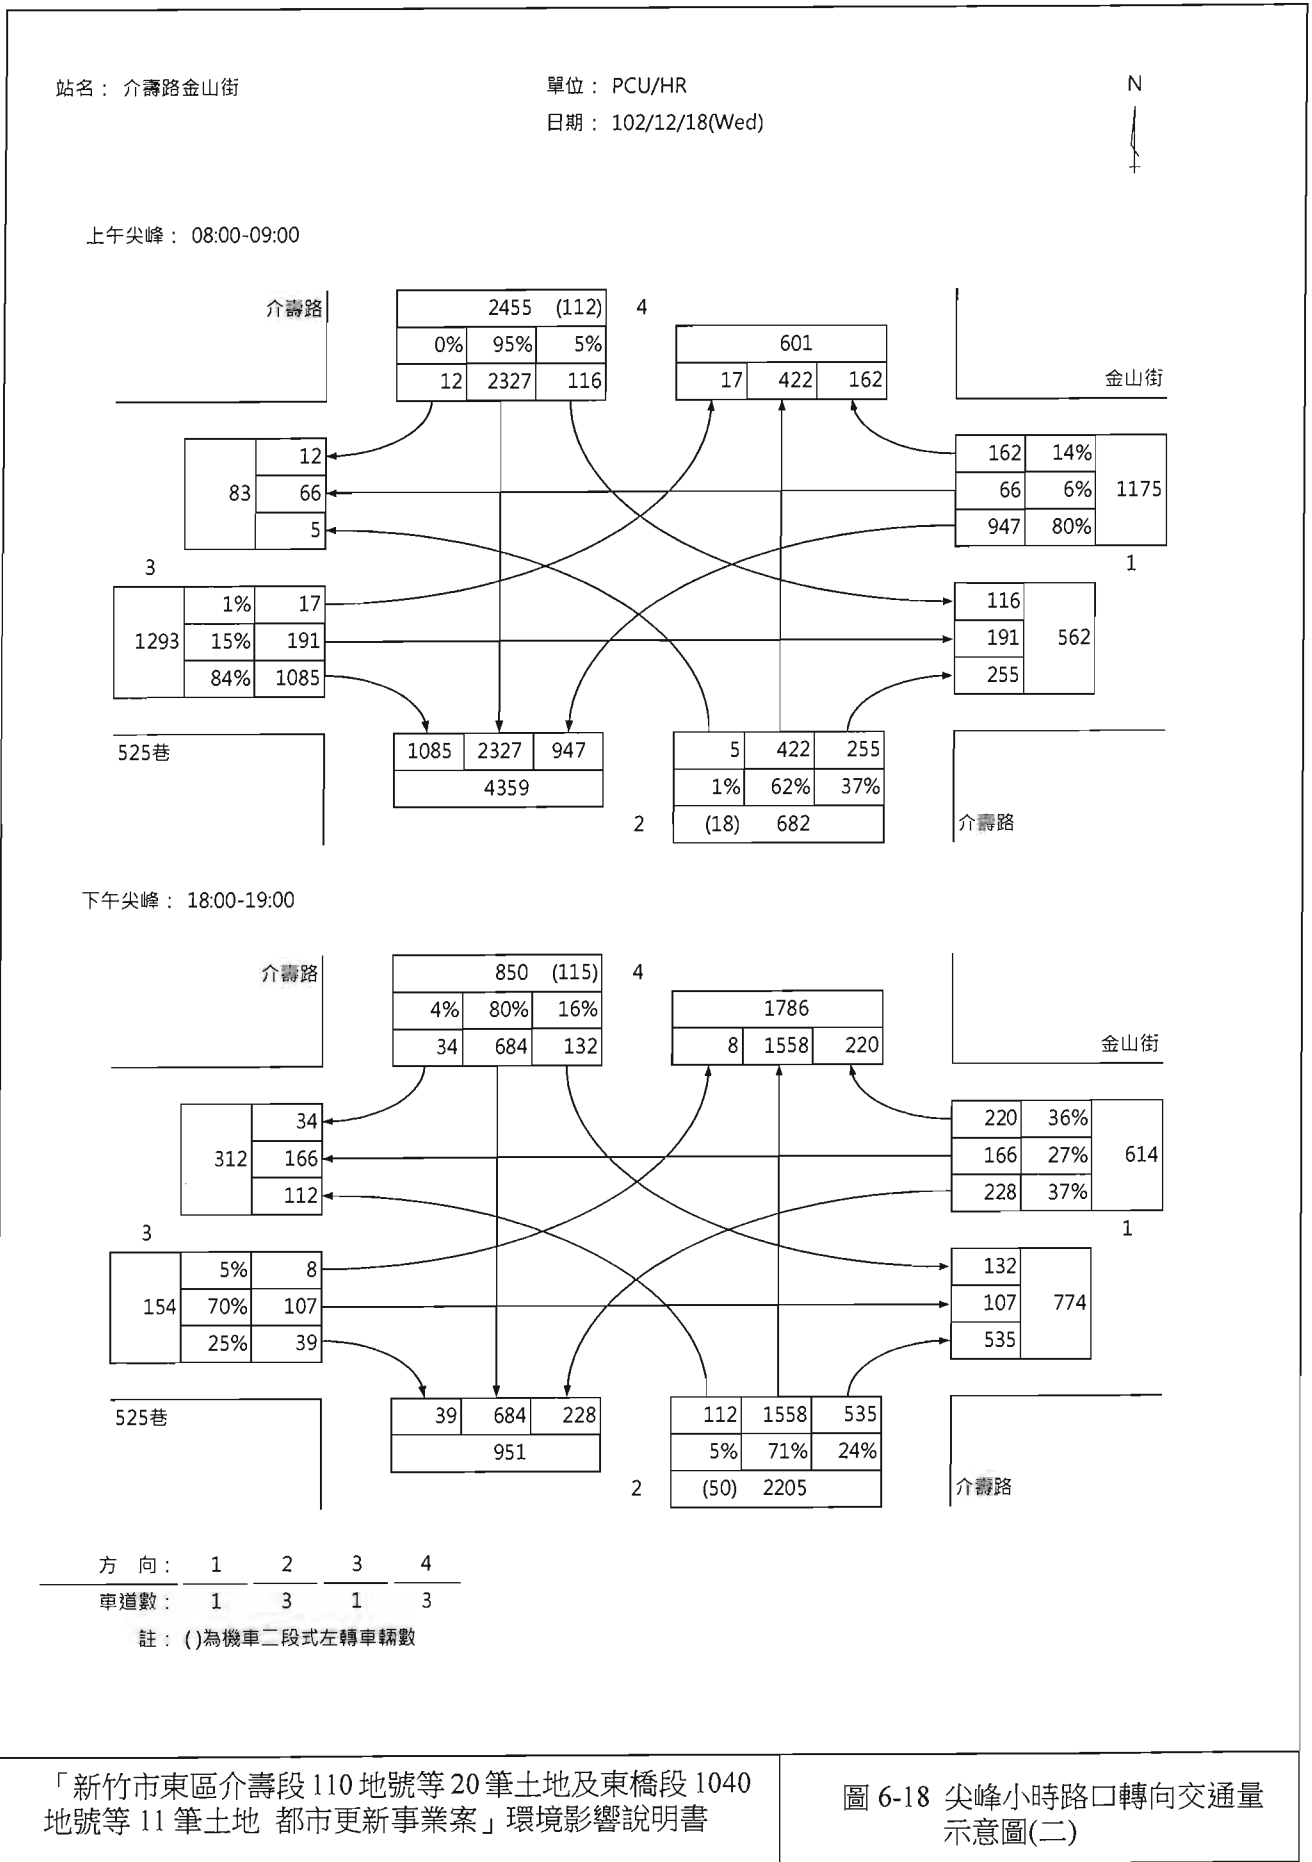 站名： 介壽路金山街
單位： PCU/HR
日期： 102/12/18(Wed)
N
上午尖峰： 08:00-09:00
介壽路
2455 (112) 4
0% 95% 5%
12 2327 116
601
17 422 162
金山街
12
83 66
5
162 14%
66 6% 1175
947 80%
3
1
1% 17
1293 15% 191
84% 1085
116
191 562
255
525巷
1085 2327 947
4359
5 422 255
1% 62% 37%
2 (18) 682
介壽路
下午尖峰： 18:00-19:00
介壽路
850 (115) 4
4% 80% 16%
34 684 132
1786
8 1558 220
金山街
34
312 166
112
220 36%
166 27% 614
228 37%
3
1
5% 8
154 70% 107
25% 39
132
107 774
535
525巷
39 684 228
951
112 1558 535
5% 71% 24%
2 (50) 2205
介壽路
方 向： 1 2 3 4
車道數： 1 3 1 3
註： ()為機車二段式左轉車輛數
「新竹市東區介壽段 110 地號等 20 筆土地及東橋段 1040
地號等 11 筆土地 都市更新事業案」環境影響說明書
圖 6-18 尖峰小時路口轉向交通量
示意圖(二)